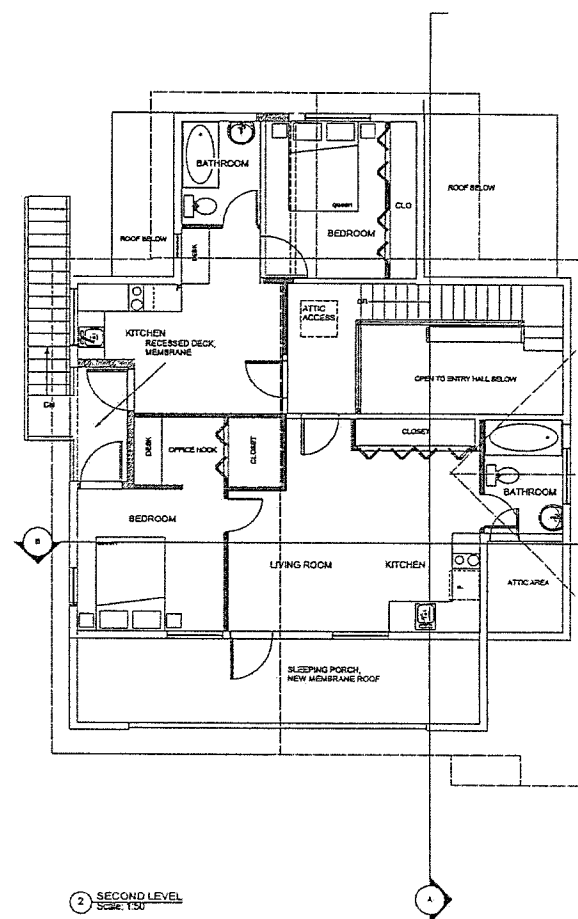 BATHROOM
CLO
ROOF BELOW
queen
BEDROOM
ROOF BELOW
DESK
ATTIC
ACCESS
KITCHEN
RECESSED DECK,
MEMBRANE
OPEN TO ENTRY HALL BELOW
DESK
OFFICE NOOK
CLOSET
CLOSET
BATHROOM
BEDROOM
B
LIVING ROOM
KITCHEN
ATTIC AREA
SLEEPING PORCH,
NEW MEMBRANE ROOF
2 SECOND LEVEL
Scale: 1:50
A